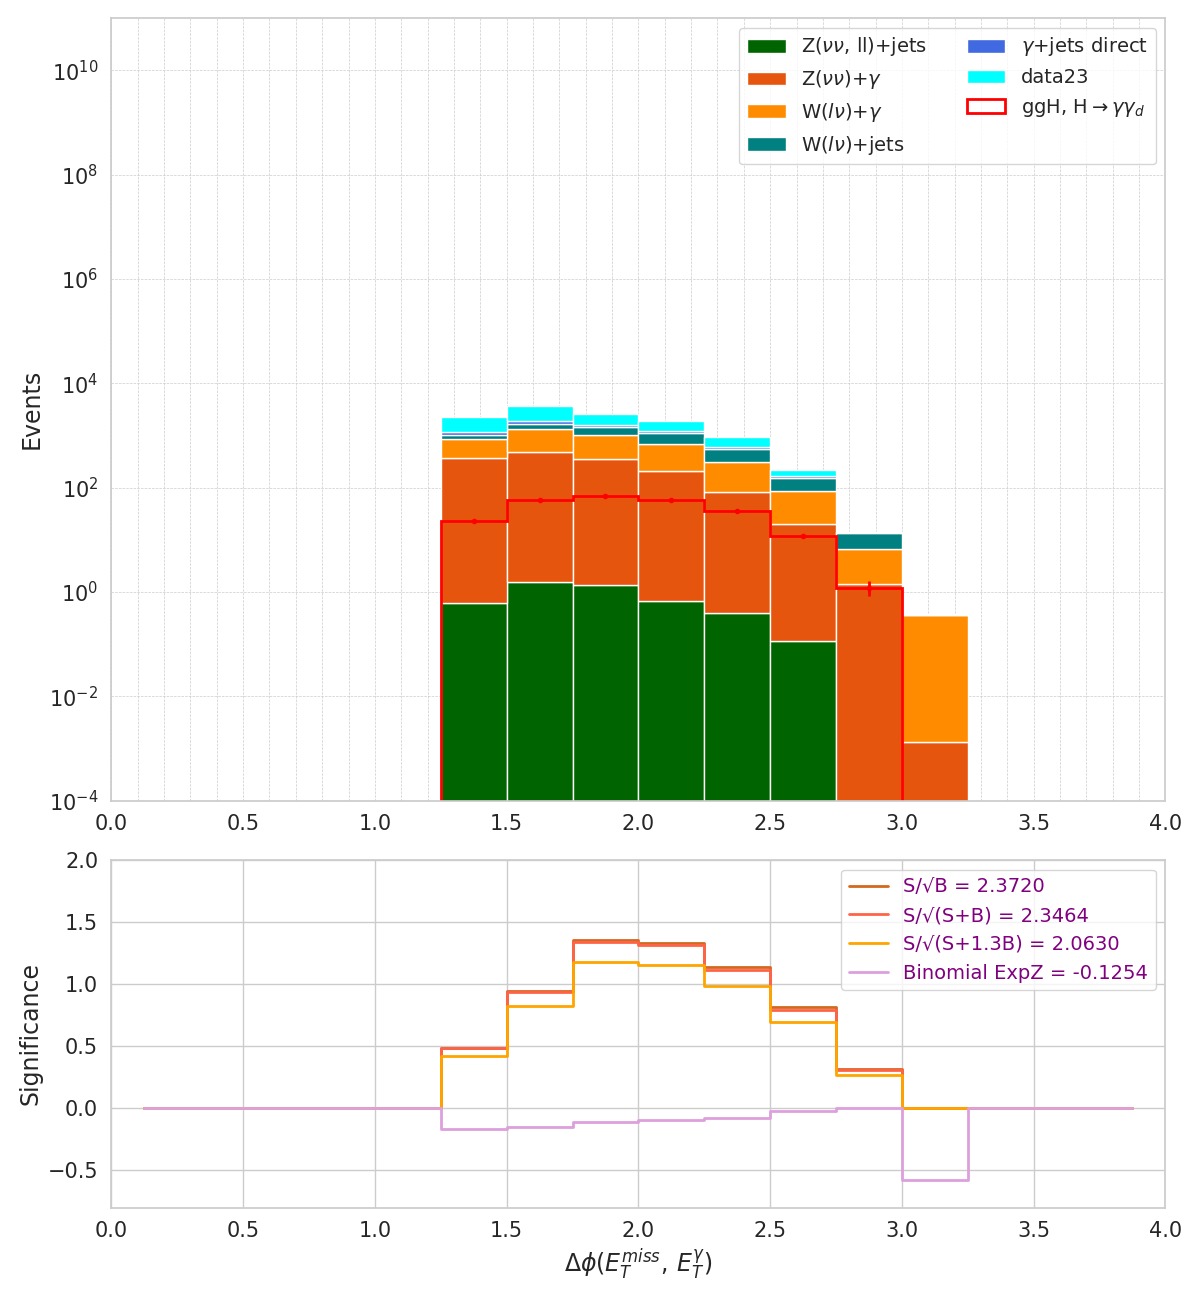 Z(νν, ll)+jets
Z(νν)+γ
W(lν)+γ
W(lν)+jets
γ+jets direct
data23
ggH, H→γγ_d
10^10
10^8
10^6
10^4
10^2
10^0
10^−2
10^−4
Events
0.0 0.5 1.0 1.5 2.0 2.5 3.0 3.5 4.0
S/√B = 2.3720
S/√(S+B) = 2.3464
S/√(S+1.3B) = 2.0630
Binomial ExpZ = -0.1254
2.0
1.5
1.0
0.5
0.0
−0.5
Significance
0.0 0.5 1.0 1.5 2.0 2.5 3.0 3.5 4.0
Δϕ(E_T^miss, E_T^γ)